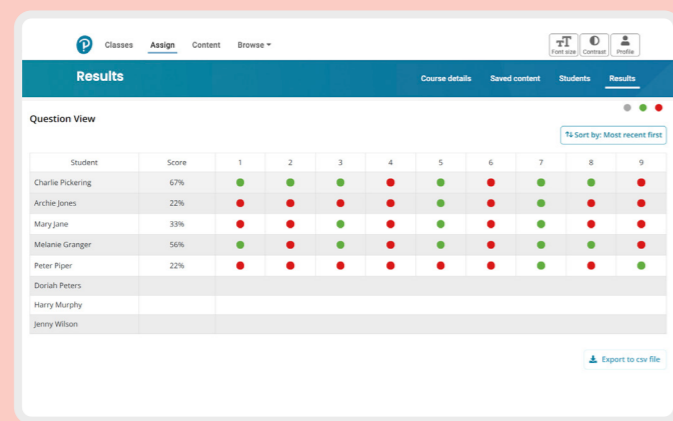 Classes Assign Content Browse
Font size Contrast Profile
Results Course details Saved content Students Results
Question View
Sort by: Most recent first
Student Score 1 2 3 4 5 6 7 8 9
Charlie Pickering 67%
Archie Jones 22%
Mary Jane 33%
Melanie Granger 56%
Peter Piper 22%
Doriah Peters
Harry Murphy
Jenny Wilson
Export to csv file